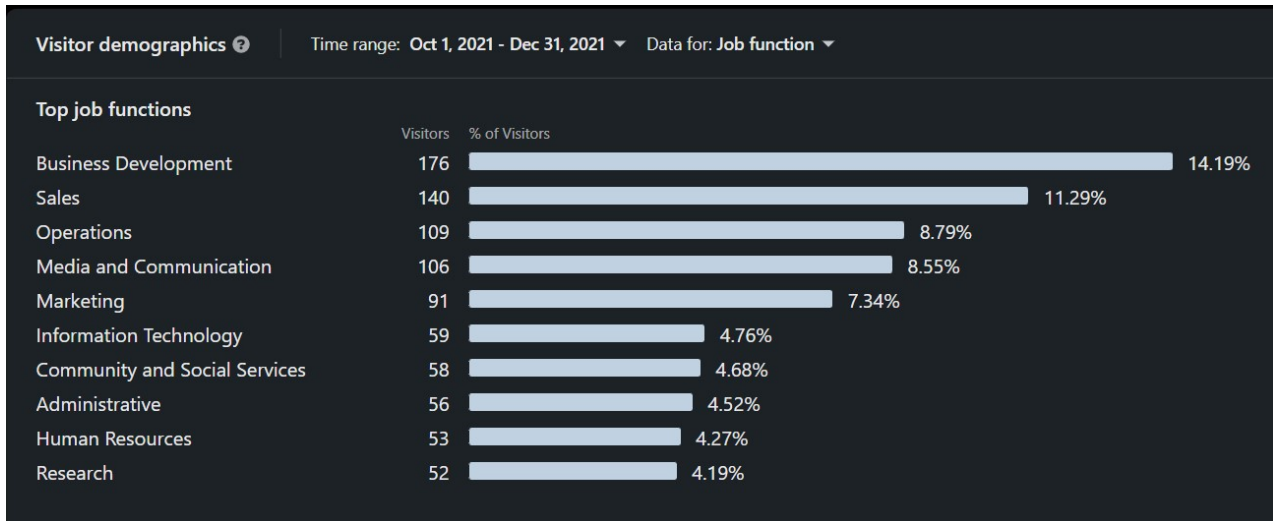 Visitor demographics ? Time range: Oct 1, 2021 - Dec 31, 2021 Data for: Job function
Top job functions
Visitors % of Visitors
Business Development 176 14.19%
Sales 140 11.29%
Operations 109 8.79%
Media and Communication 106 8.55%
Marketing 91 7.34%
Information Technology 59 4.76%
Community and Social Services 58 4.68%
Administrative 56 4.52%
Human Resources 53 4.27%
Research 52 4.19%